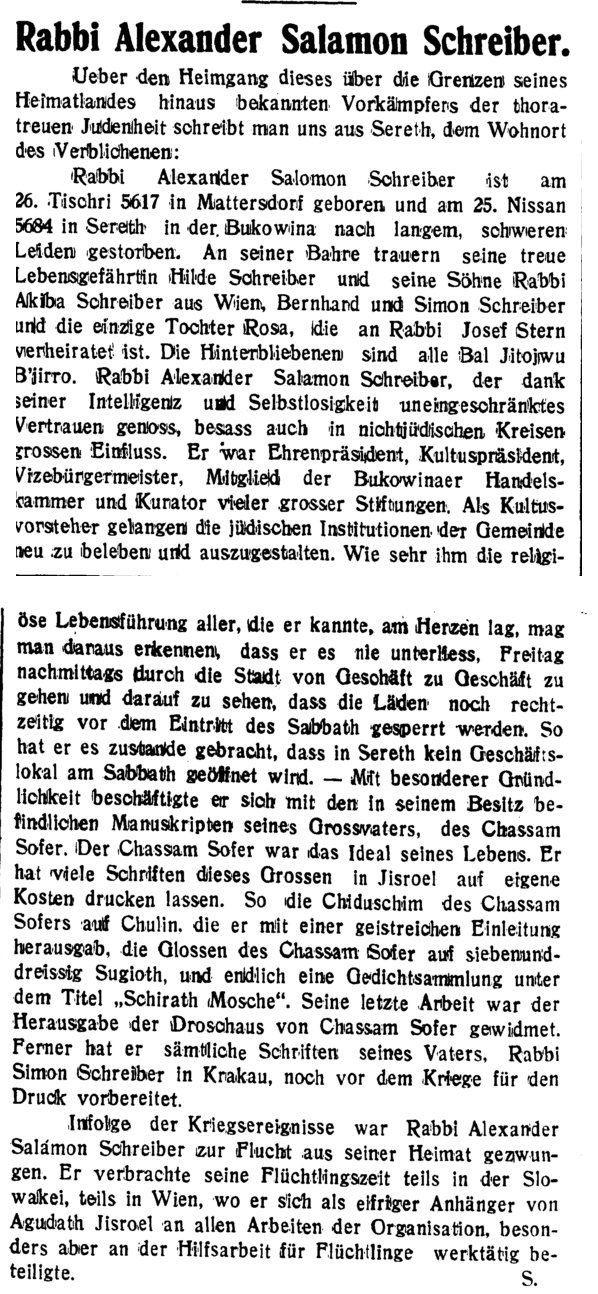 Rabbi Alexander Salamon Schreiber.
Ueber den Heimgang dieses über die Grenzen seines
Heimatlandes hinaus bekannten Vorkämpfers der thora-
treuen Judenheit schreibt man uns aus Sereth, dem Wohnort
des Verblichenen:
Rabbi Alexander Salomon Schreiber ist am
26. Tischri 5617 in Mattersdorf geboren und am 25. Nissan
5684 in Sereth in der Bukowina nach langem, schweren
Leiden gestorben. An seiner Bahre trauern seine treue
Lebensgefährtin Hilde Schreiber und seine Söhne Rabbi
Akiba Schreiber aus Wien, Bernhard und Simon Schreiber
und die einzige Tochter Rosa, die an Rabbi Josef Stern
verheiratet ist. Die Hinterbliebenen sind alle Bal Jitojwu
B'jirro. Rabbi Alexander Salamon Schreiber, der dank
seiner Intelligenz und Selbstlosigkeit uneingeschränktes
Vertrauen genoss, besass auch in nichtjüdischen Kreisen
grossen Einfluss. Er war Ehrenpräsident, Kultuspräsident,
Vizebürgermeister, Mitglied der Bukowinaer Handels-
kammer und Kurator vieler grosser Stiftungen. Als Kultus-
vorsteher gelangen die jüdischen Institutionen der Gemeinde
neu zu beleben und auszugestalten. Wie sehr ihm die religi-
öse Lebensführung aller, die er kannte, am Herzen lag, mag
man daraus erkennen, dass er es nie unterliess, Freitag
nachmittags durch die Stadt von Geschäft zu Geschäft zu
gehen und darauf zu sehen, dass die Läden noch recht-
zeitig vor dem Eintritt des Sabbath gesperrt werden. So
hat er es zustande gebracht, dass in Sereth kein Geschäfts-
lokal am Sabbath geöffnet wird. — Mit besonderer Gründ-
lichkeit beschäftigte er sich mit den in seinem Besitz be-
findlichen Manuskripten seines Grossvaters, des Chassam
Sofer. Der Chassam Sofer war das Ideal seines Lebens. Er
hat viele Schriften dieses Grossen in Jisroel auf eigene
Kosten drucken lassen. So die Chiduschim des Chassam
Sofers auf Chulin, die er mit einer geistreichen Einleitung
herausgab, die Glossen des Chassam Sofer auf siebenund-
dreissig Sugioth, und endlich eine Gedichtsammlung unter
dem Titel „Schirath Mosche“. Seine letzte Arbeit war der
Herausgabe der Droschaus von Chassam Sofer gewidmet.
Ferner hat er sämtliche Schriften seines Vaters, Rabbi
Simon Schreiber in Krakau, noch vor dem Kriege für den
Druck vorbereitet.
Infolge der Kriegsereignisse war Rabbi Alexander
Salamon Schreiber zur Flucht aus seiner Heimat gezwun-
gen. Er verbrachte seine Flüchtlingszeit teils in der Slo-
wakei, teils in Wien, wo er sich als eifriger Anhänger von
Agudath Jisroel an allen Arbeiten der Organisation, beson-
ders aber an der Hilfsarbeit für Flüchtlinge werktätig be-
teiligte. S.